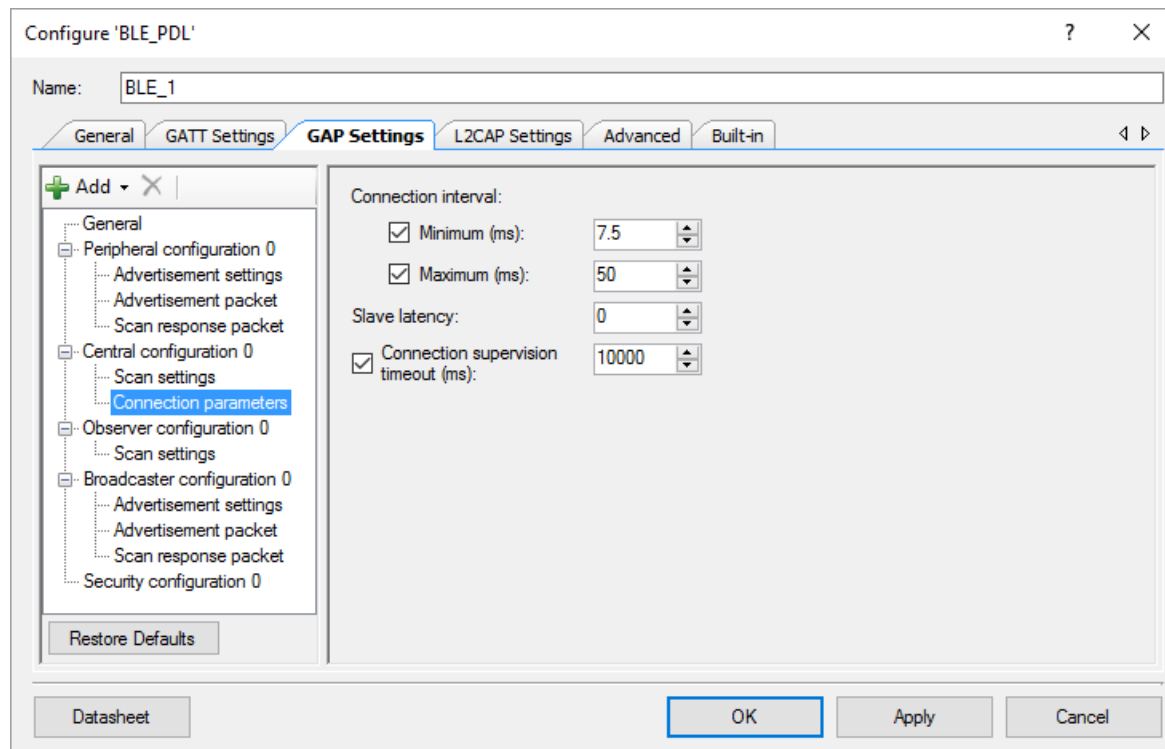 Configure 'BLE_PDL'
?
Name: BLE_1
General GATT Settings GAP Settings L2CAP Settings Advanced Built-in
Add
General
Peripheral configuration 0
Advertisement settings
Advertisement packet
Scan response packet
Central configuration 0
Scan settings
Connection parameters
Observer configuration 0
Scan settings
Broadcaster configuration 0
Advertisement settings
Advertisement packet
Scan response packet
Security configuration 0
Restore Defaults
Connection interval:
Minimum (ms): 7.5
Maximum (ms): 50
Slave latency: 0
Connection supervision 10000
timeout (ms):
Datasheet OK Apply Cancel